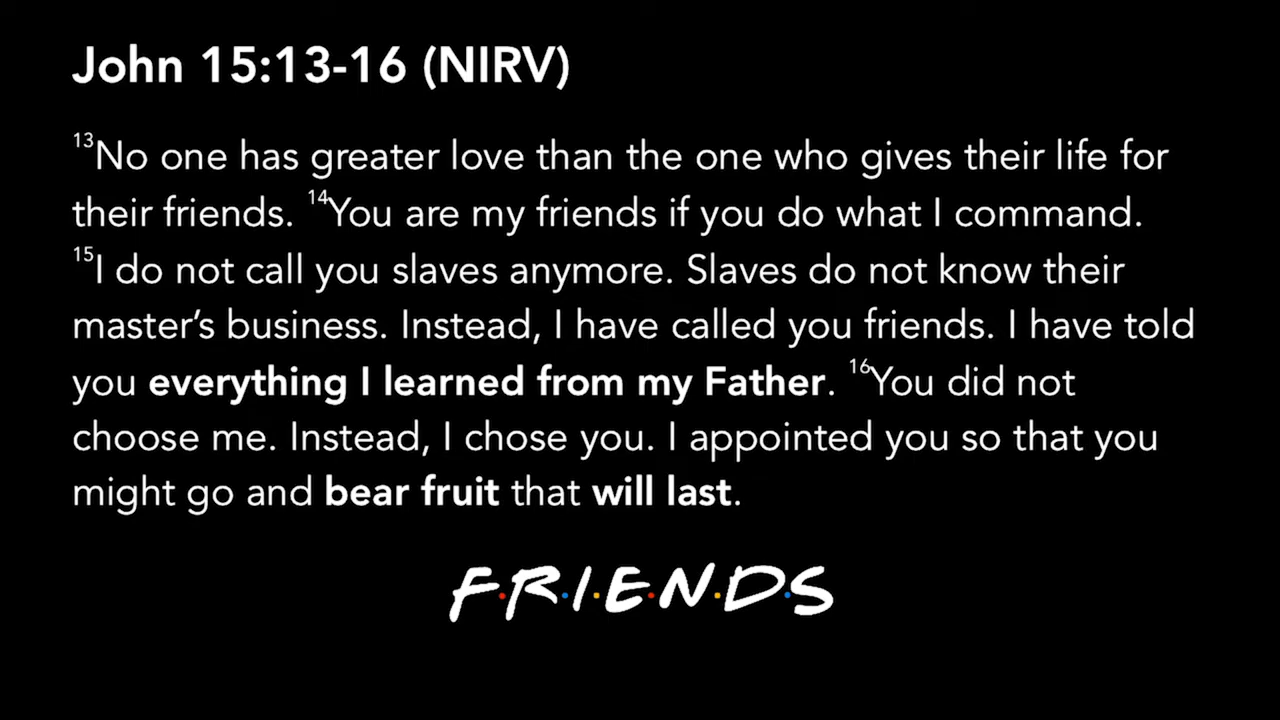 John 15:13-16 (NIRV)
13No one has greater love than the one who gives their life for
their friends. 14You are my friends if you do what I command.
15I do not call you slaves anymore. Slaves do not know their
master’s business. Instead, I have called you friends. I have told
you everything I learned from my Father. 16You did not
choose me. Instead, I chose you. I appointed you so that you
might go and bear fruit that will last.
F·R·I·E·N·D·S